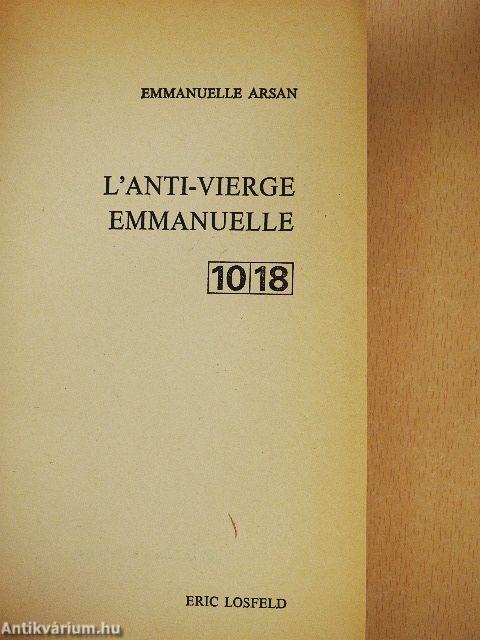 EMMANUELLE ARSAN
L'ANTI-VIERGE
EMMANUELLE
10 18
ERIC LOSFELD
Antikvárium.hu